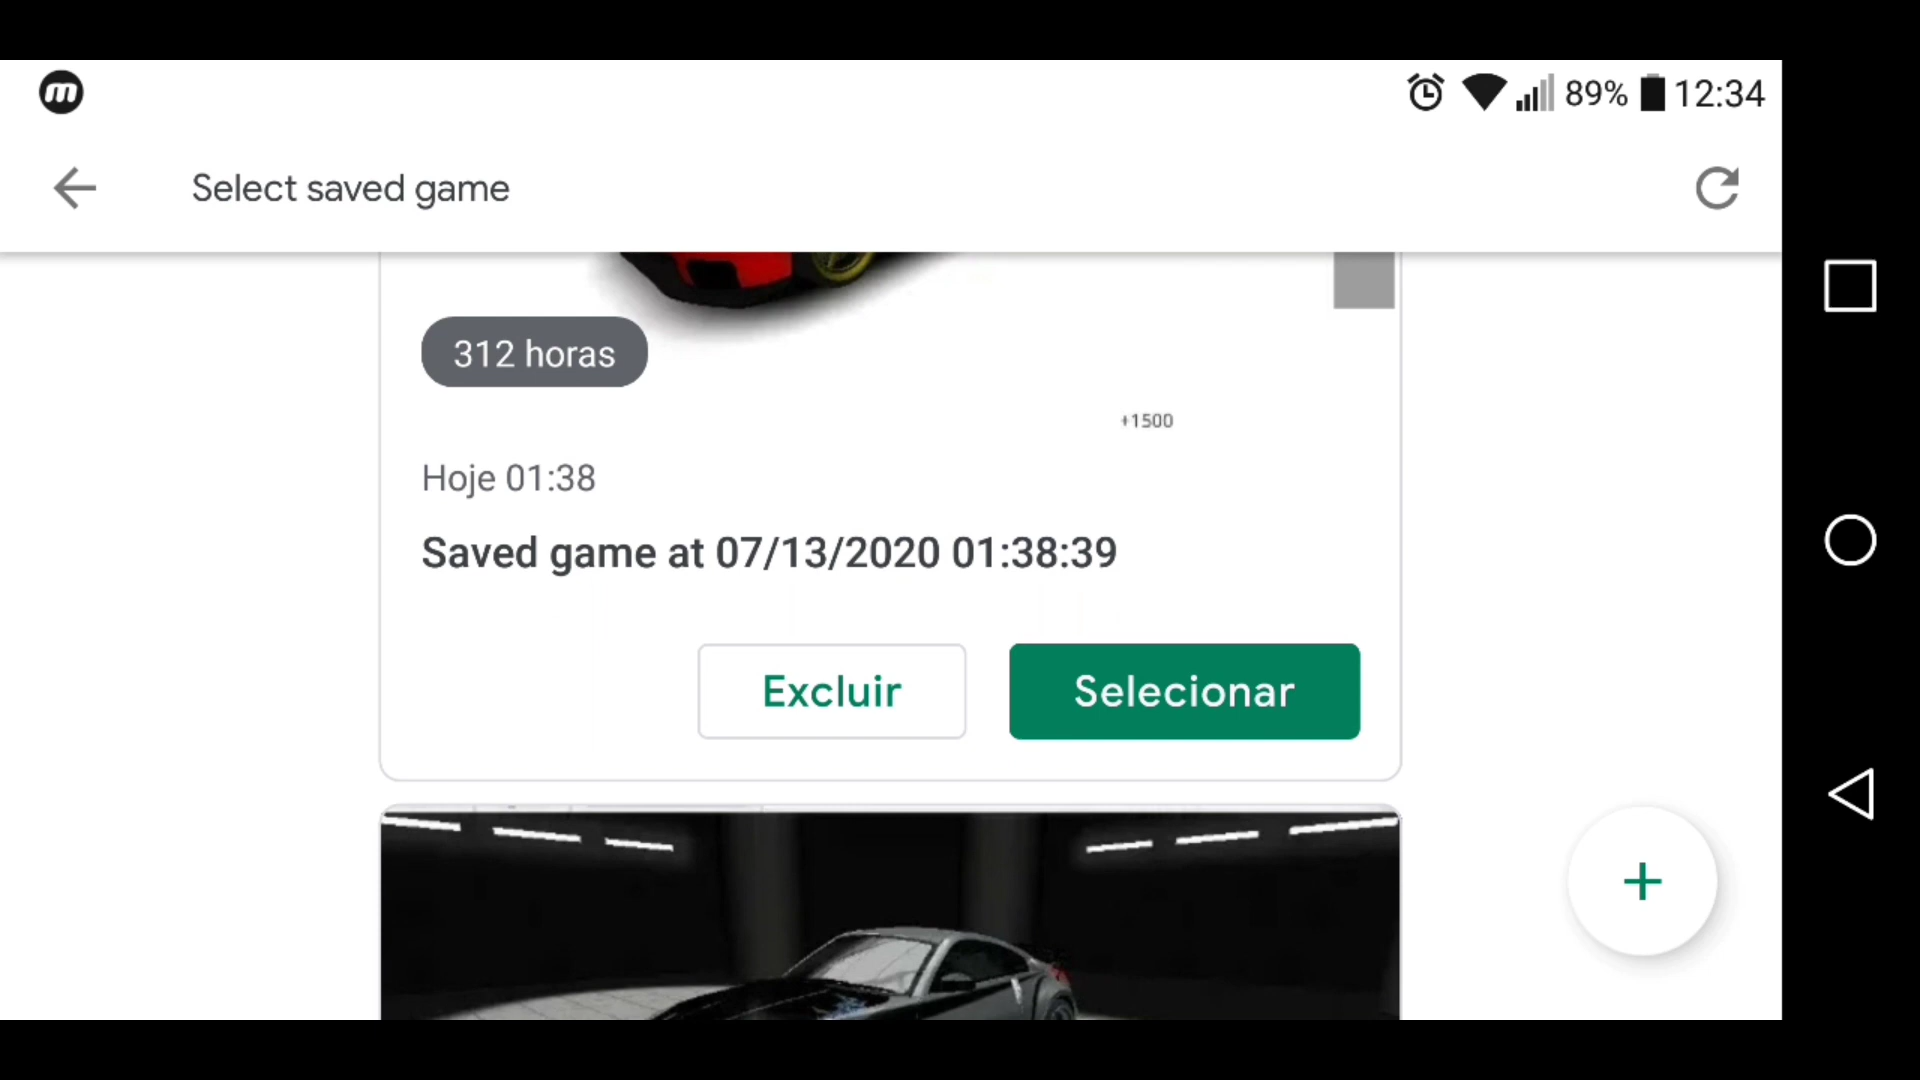 m
89% 12:34
Select saved game
312 horas
+1500
Hoje 01:38
Saved game at 07/13/2020 01:38:39
Excluir
Selecionar
+